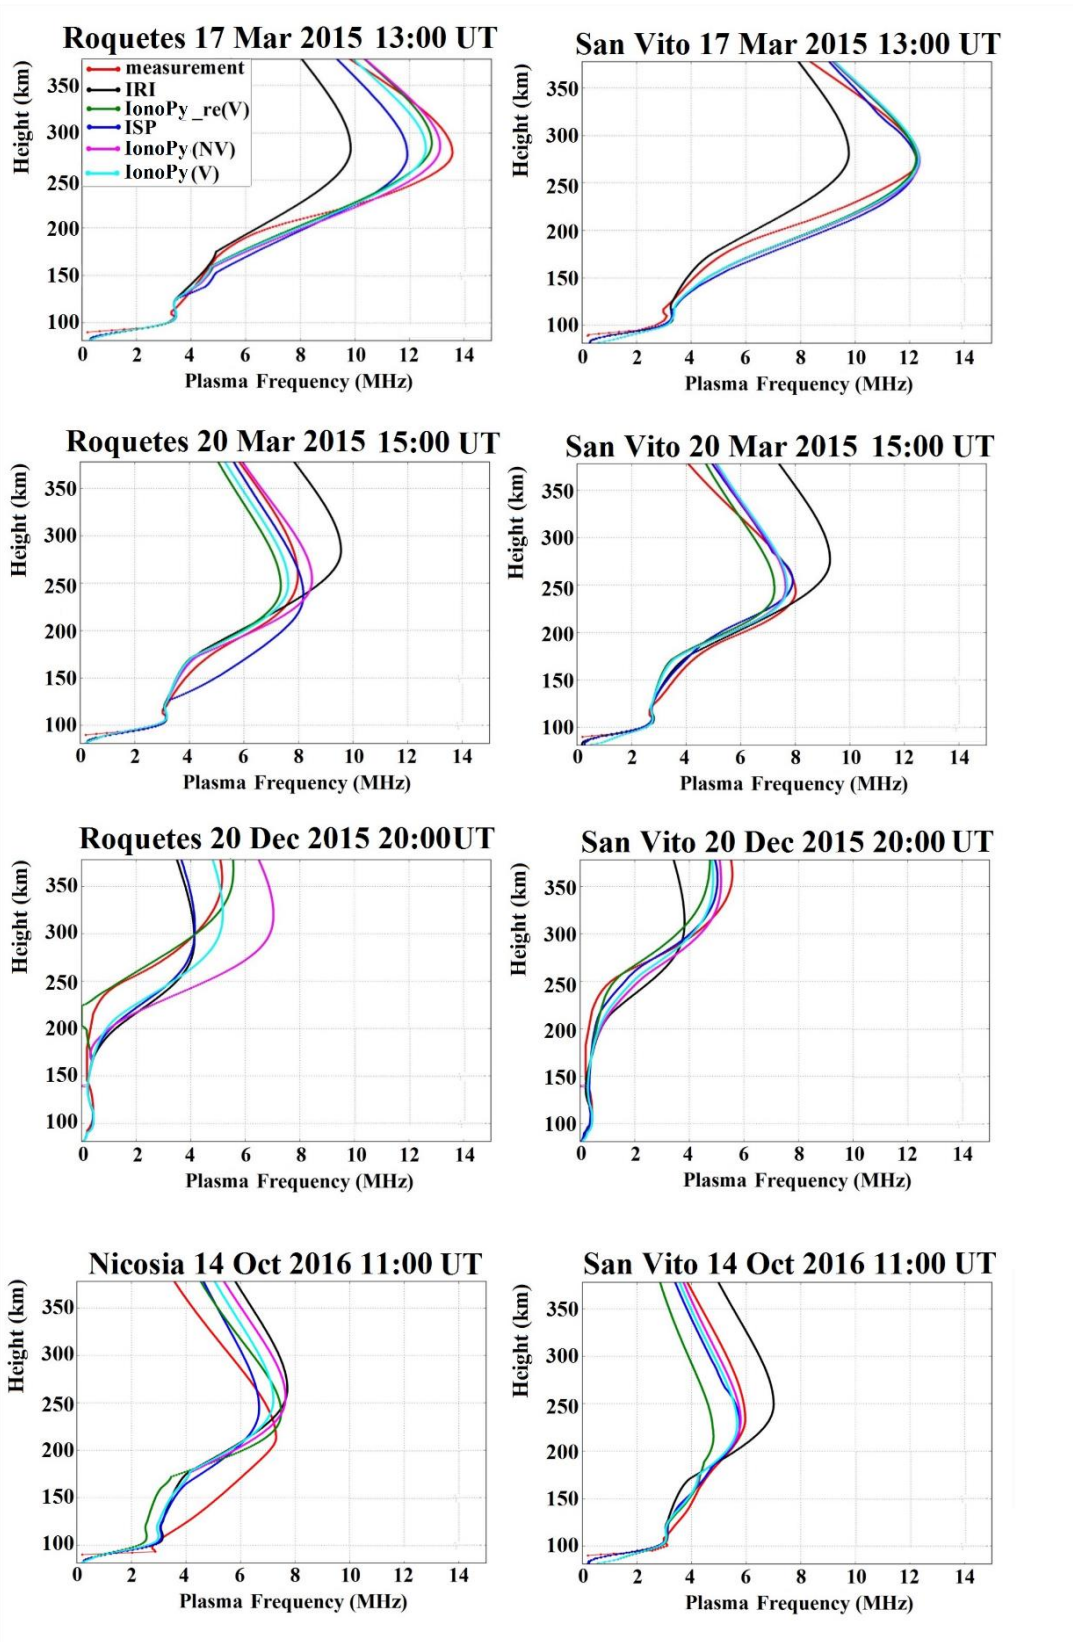 Roquetes 17 Mar 2015 13:00 UT
Height (km)
350
300
250
200
150
100
measurement
IRI
IonoPy_re(V)
ISP
IonoPy(NV)
IonoPy(V)
0 2 4 6 8 10 12 14
Plasma Frequency (MHz)
San Vito 17 Mar 2015 13:00 UT
Height (km)
350
300
250
200
150
100
0 2 4 6 8 10 12 14
Plasma Frequency (MHz)
Roquetes 20 Mar 2015 15:00 UT
Height (km)
350
300
250
200
150
100
0 2 4 6 8 10 12 14
Plasma Frequency (MHz)
San Vito 20 Mar 2015 15:00 UT
Height (km)
350
300
250
200
150
100
0 2 4 6 8 10 12 14
Plasma Frequency (MHz)
Roquetes 20 Dec 2015 20:00 UT
Height (km)
350
300
250
200
150
100
0 2 4 6 8 10 12 14
Plasma Frequency (MHz)
San Vito 20 Dec 2015 20:00 UT
Height (km)
350
300
250
200
150
100
0 2 4 6 8 10 12 14
Plasma Frequency (MHz)
Nicosia 14 Oct 2016 11:00 UT
Height (km)
350
300
250
200
150
100
0 2 4 6 8 10 12 14
Plasma Frequency (MHz)
San Vito 14 Oct 2016 11:00 UT
Height (km)
350
300
250
200
150
100
0 2 4 6 8 10 12 14
Plasma Frequency (MHz)